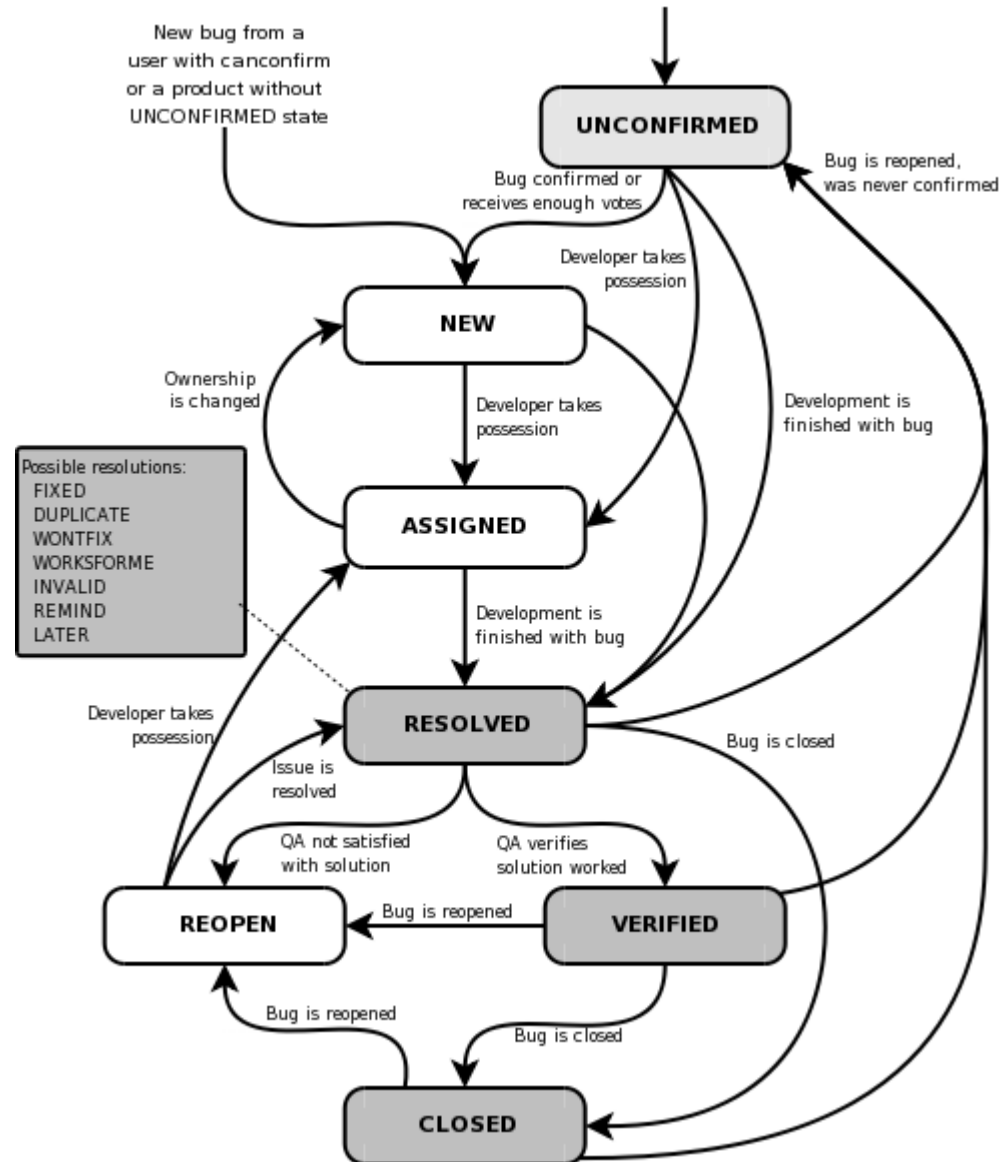 New bug from a
user with canconfirm
or a product without
UNCONFIRMED state
UNCONFIRMED
Bug is reopened,
was never confirmed
Bug confirmed or
receives enough votes
Developer takes
possession
NEW
Ownership
is changed
Developer takes
possession
Development is
finished with bug
Possible resolutions:
FIXED
DUPLICATE
WONTFIX
WORKSFORME
INVALID
REMIND
LATER
ASSIGNED
Development is
finished with bug
Developer takes
possession
RESOLVED
Bug is closed
Issue is
resolved
QA not satisfied
with solution
QA verifies
solution worked
REOPEN
Bug is reopened
VERIFIED
Bug is reopened
Bug is closed
CLOSED